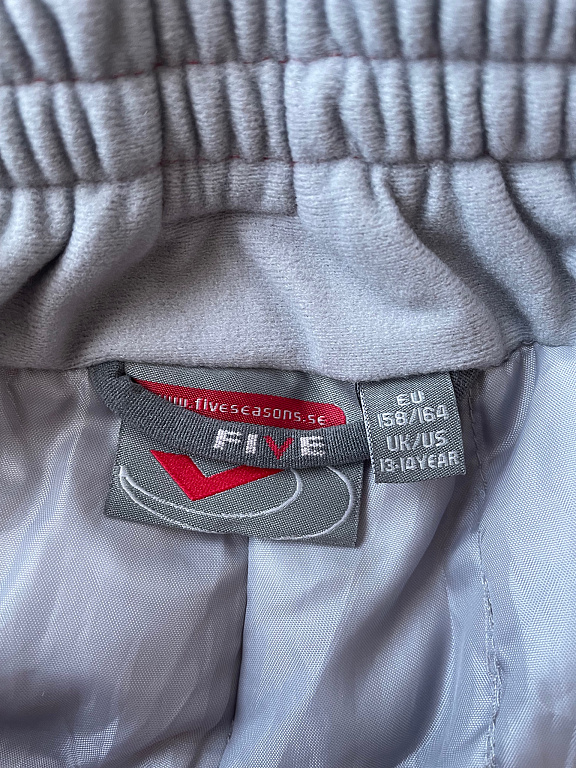 www.fiveseasons.se
FIVE
EU
158/164
UK/US
13-14YEAR